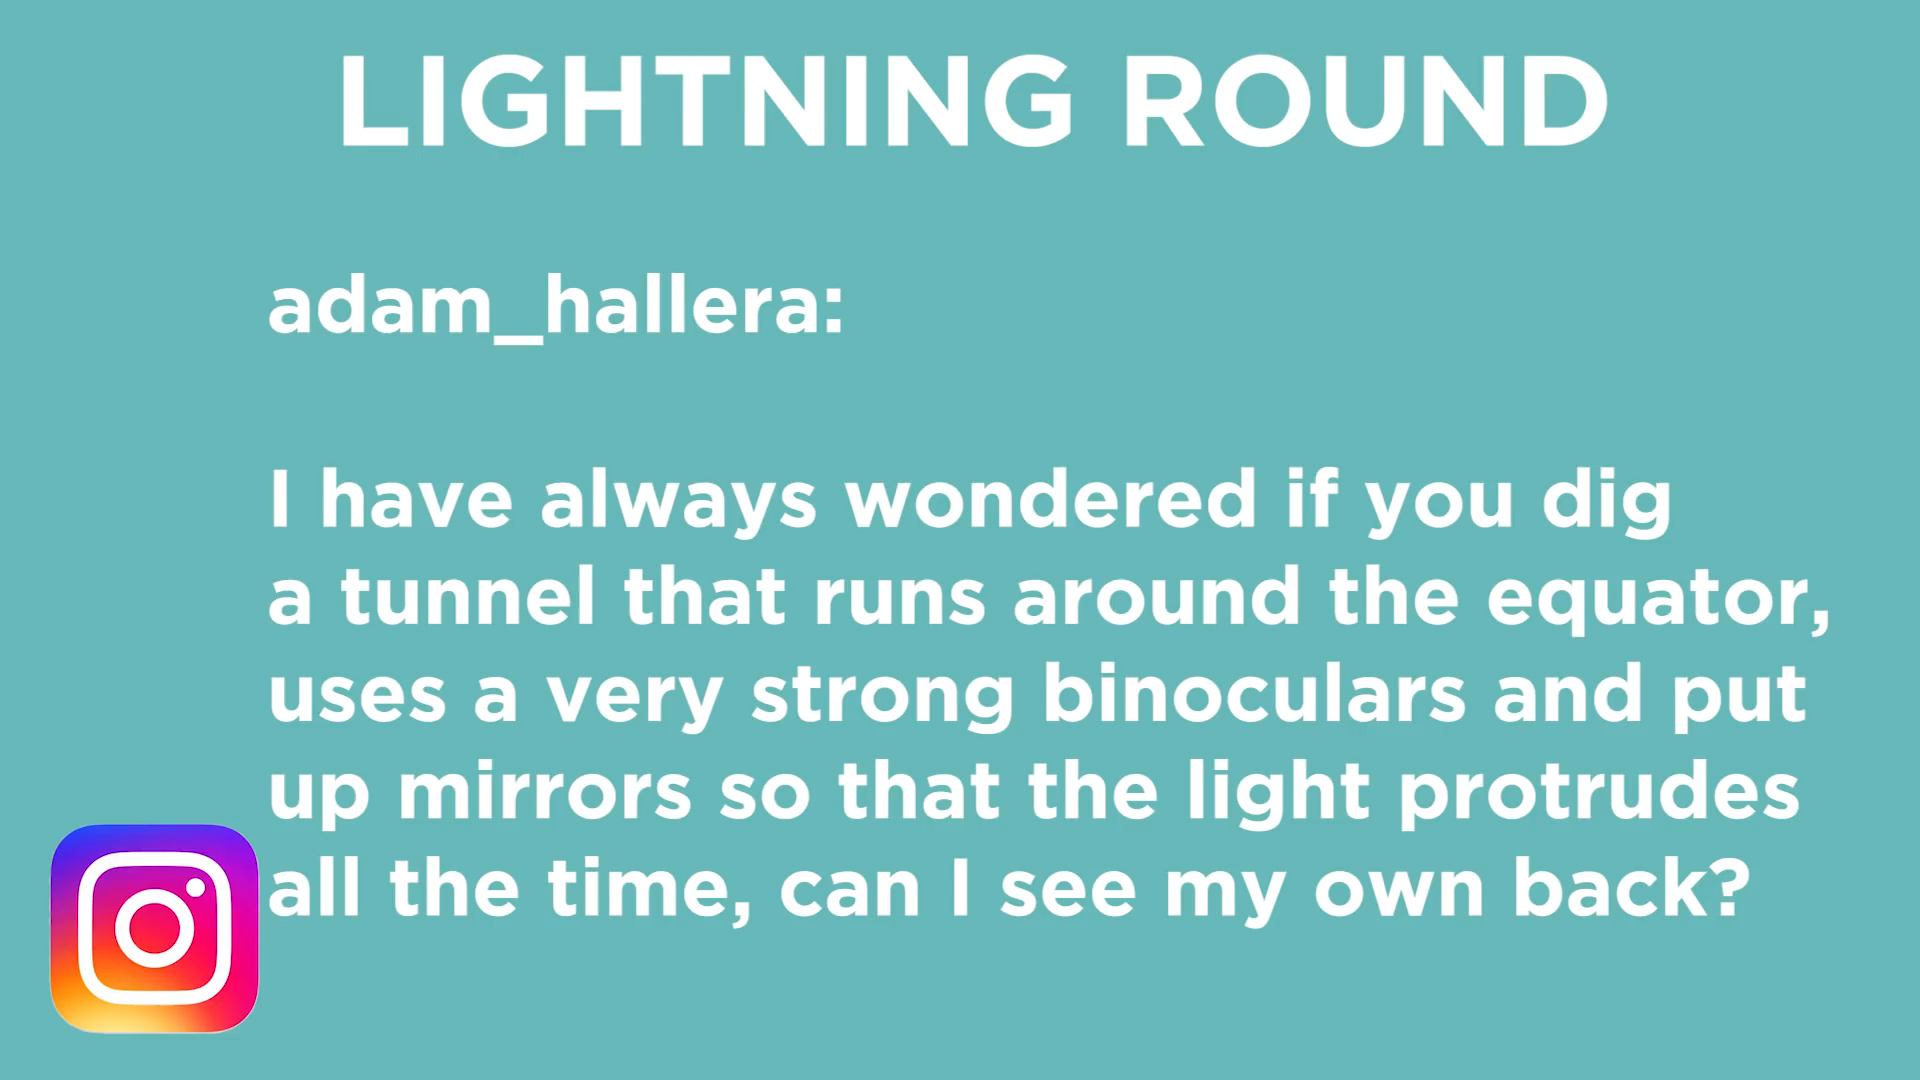 LIGHTNING ROUND
adam_hallera:
I have always wondered if you dig
a tunnel that runs around the equator,
uses a very strong binoculars and put
up mirrors so that the light protrudes
all the time, can I see my own back?